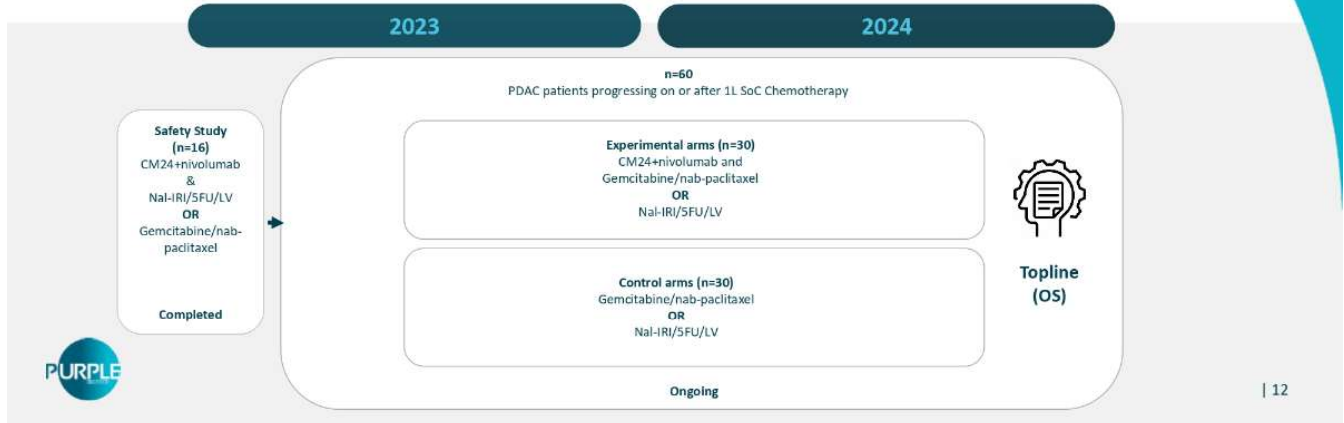 2023
2024
n=60
PDAC patients progressing on or after 1L SoC Chemotherapy
Safety Study
(n=16)
CM24+nivolumab
&
Nal-IRI/5FU/LV
OR
Gemcitabine/nab-
paclitaxel
Completed
Experimental arms (n=30)
CM24+nivolumab and
Gemcitabine/nab-paclitaxel
OR
Nal-IRI/5FU/LV
Control arms (n=30)
Gemcitabine/nab-paclitaxel
OR
Nal-IRI/5FU/LV
Topline
(OS)
Ongoing
PURPLE
| 12